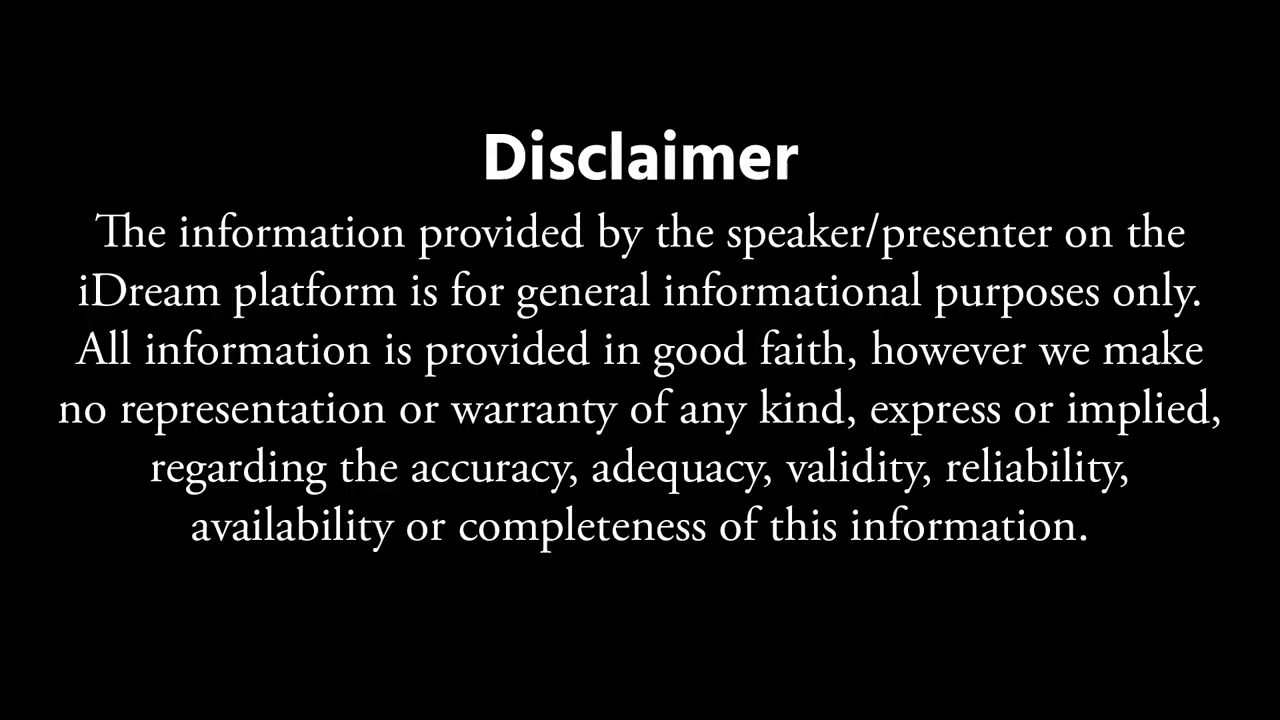 Disclaimer
The information provided by the speaker/presenter on the
iDream platform is for general informational purposes only.
All information is provided in good faith, however we make
no representation or warranty of any kind, express or implied,
regarding the accuracy, adequacy, validity, reliability,
availability or completeness of this information.